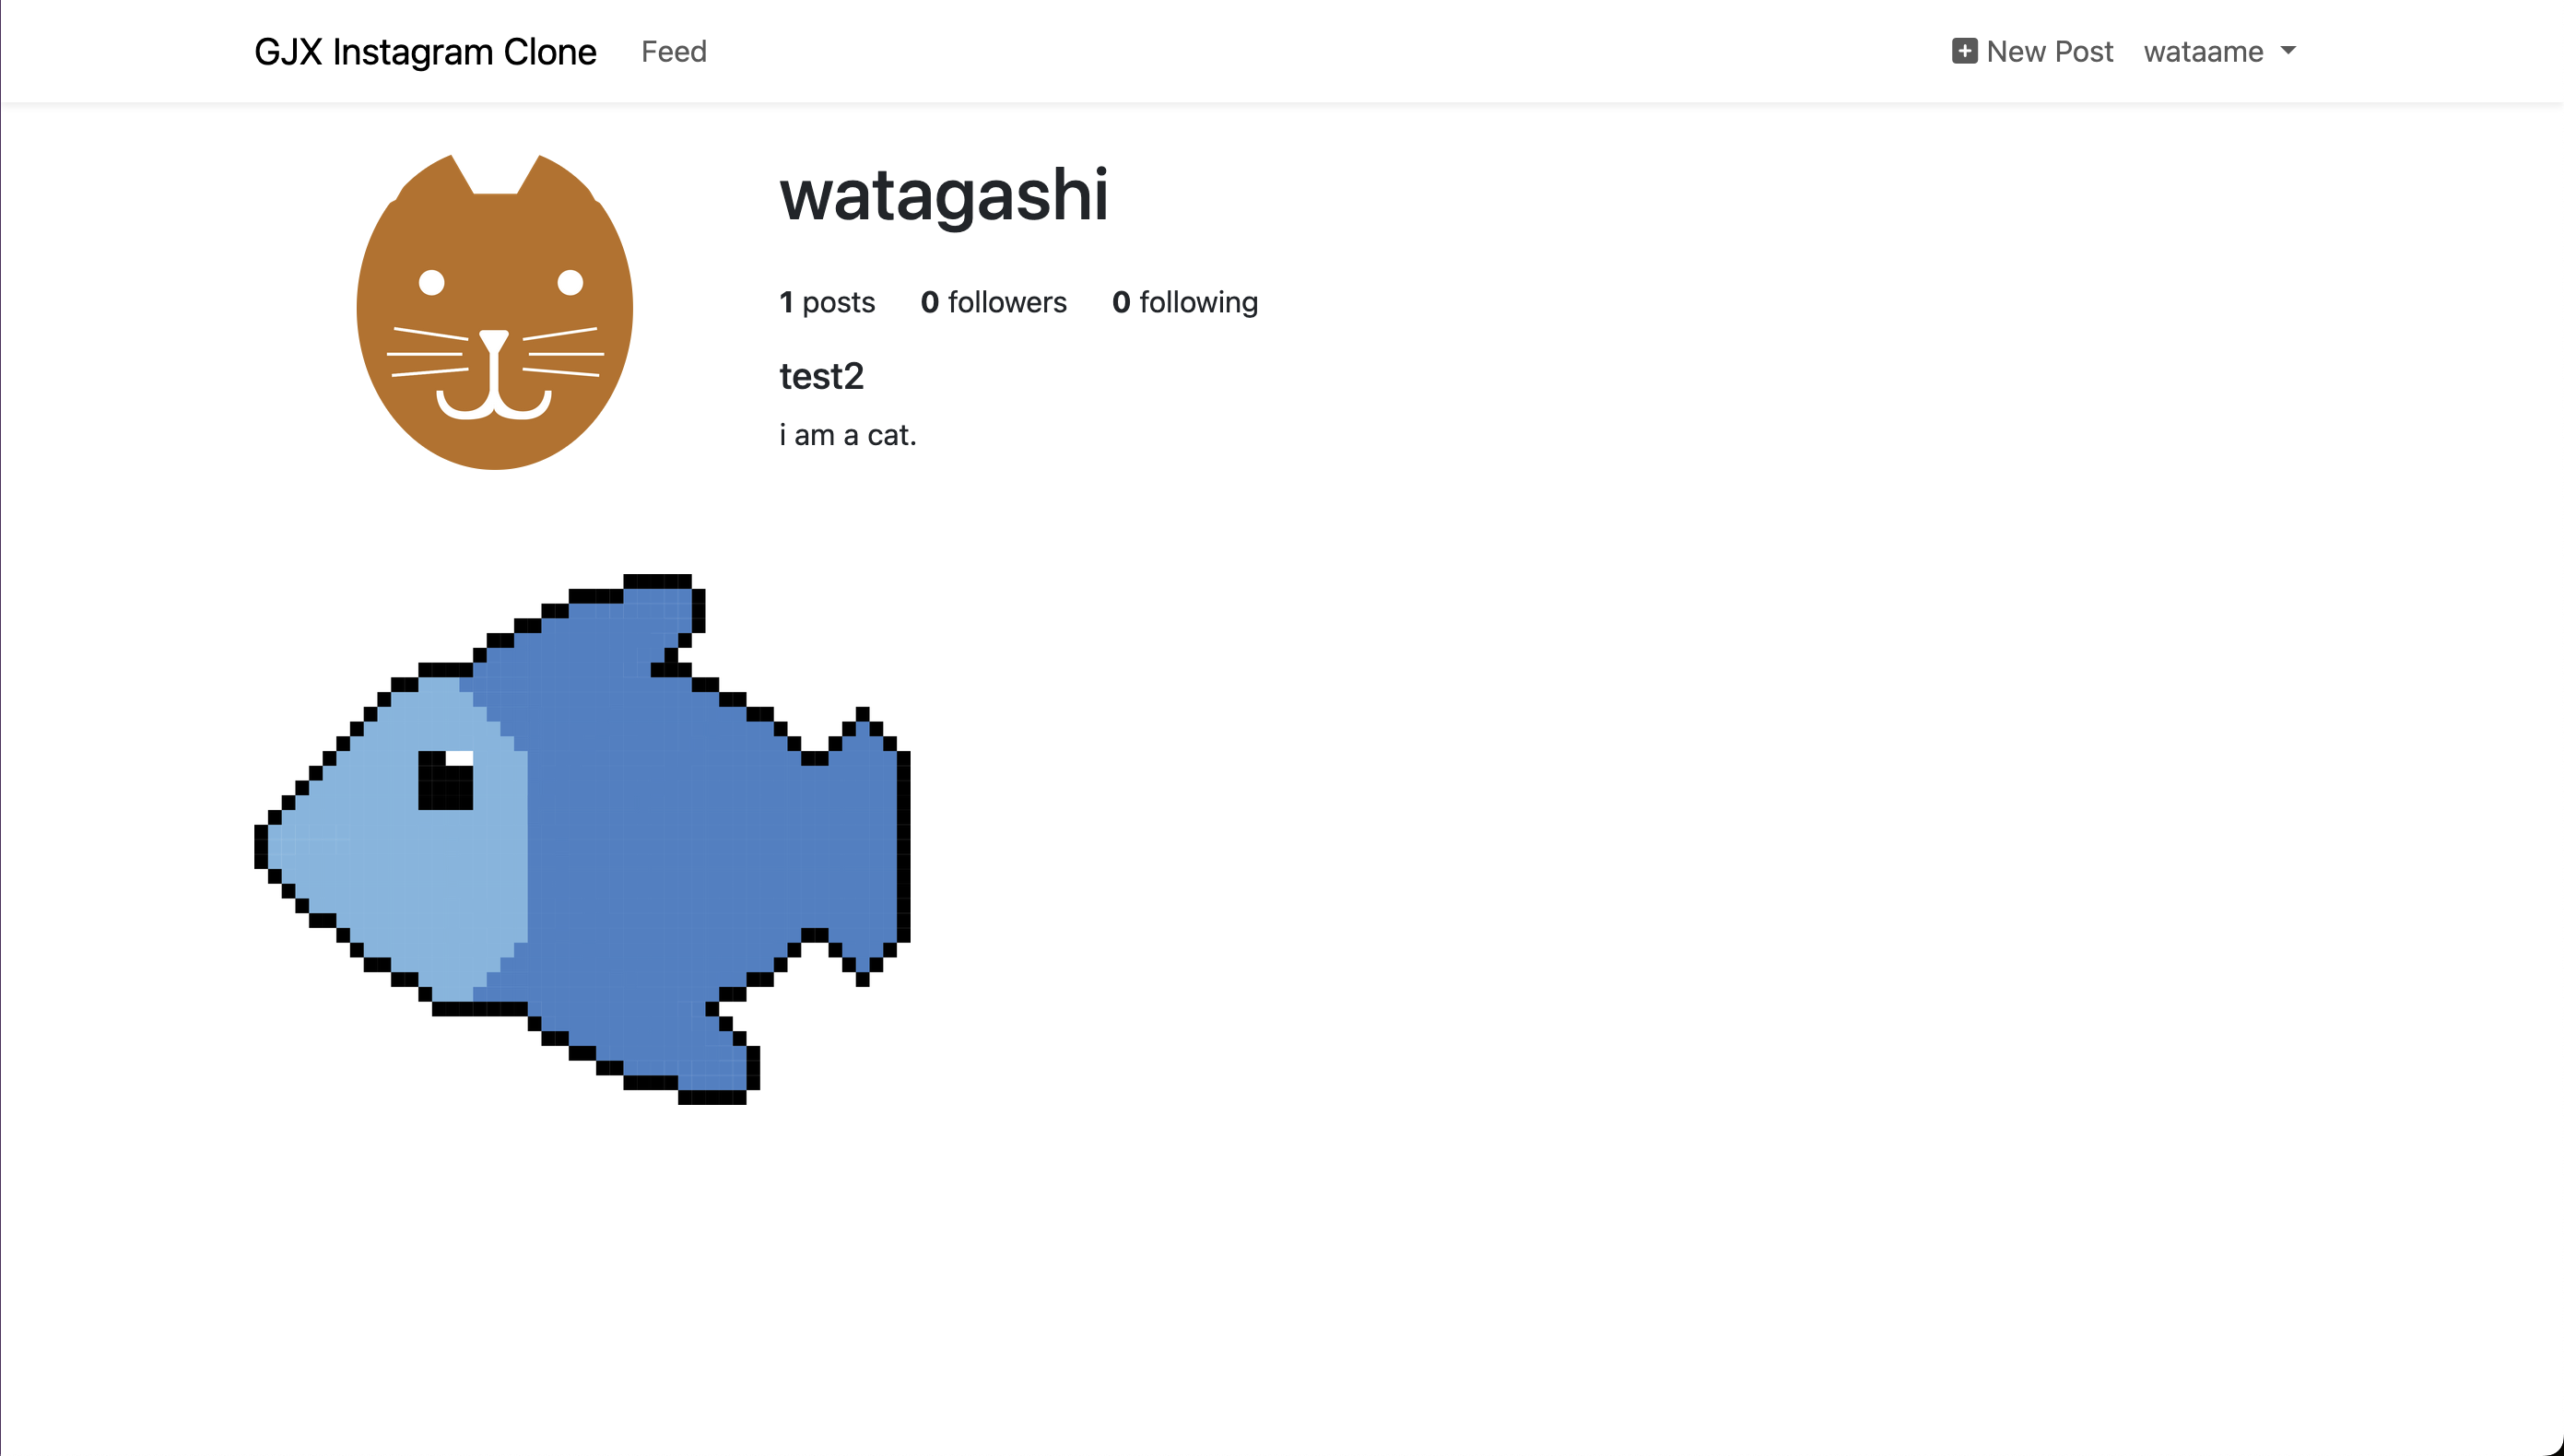 GJX Instagram Clone Feed New Post wataame
watagashi
1 posts 0 followers 0 following
test2
i am a cat.